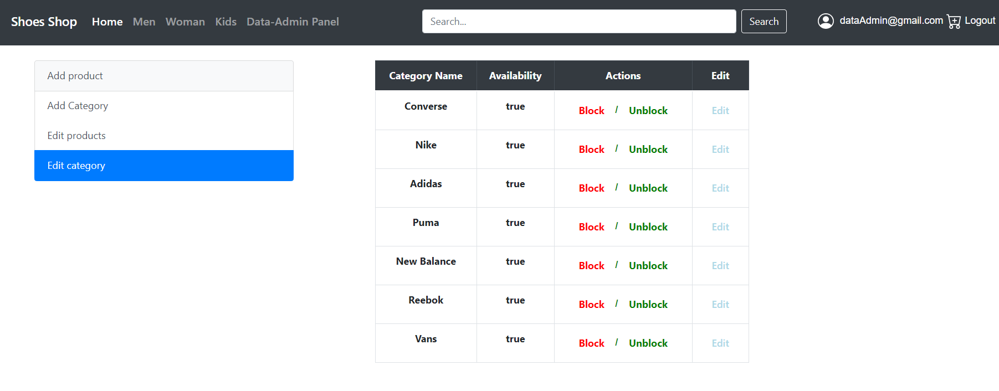 Shoes Shop Home Men Woman Kids Data-Admin Panel Search... Search dataAdmin@gmail.com Logout
Add product
Add Category
Edit products
Edit category
Category Name Availability Actions Edit
Converse true Block / Unblock Edit
Nike true Block / Unblock Edit
Adidas true Block / Unblock Edit
Puma true Block / Unblock Edit
New Balance true Block / Unblock Edit
Reebok true Block / Unblock Edit
Vans true Block / Unblock Edit